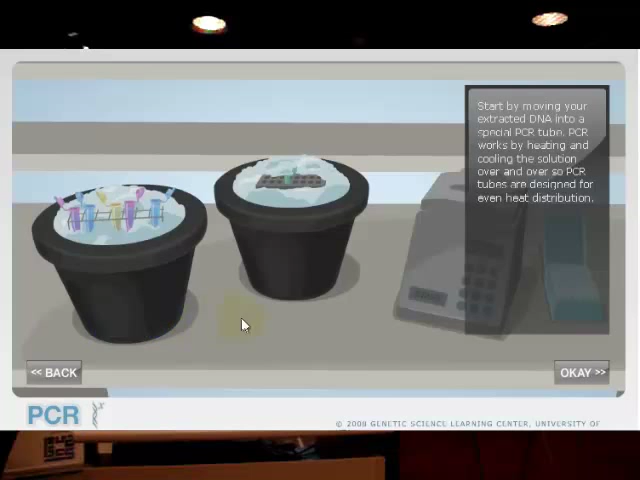 Start by moving your
extracted DNA into a
special PCR tube. PCR
works by heating and
cooling the solution
over and over so PCR
tubes are designed for
even heat distribution.
<< BACK
OKAY >>
PCR
© 2008 GENETIC SCIENCE LEARNING CENTER, UNIVERSITY OF